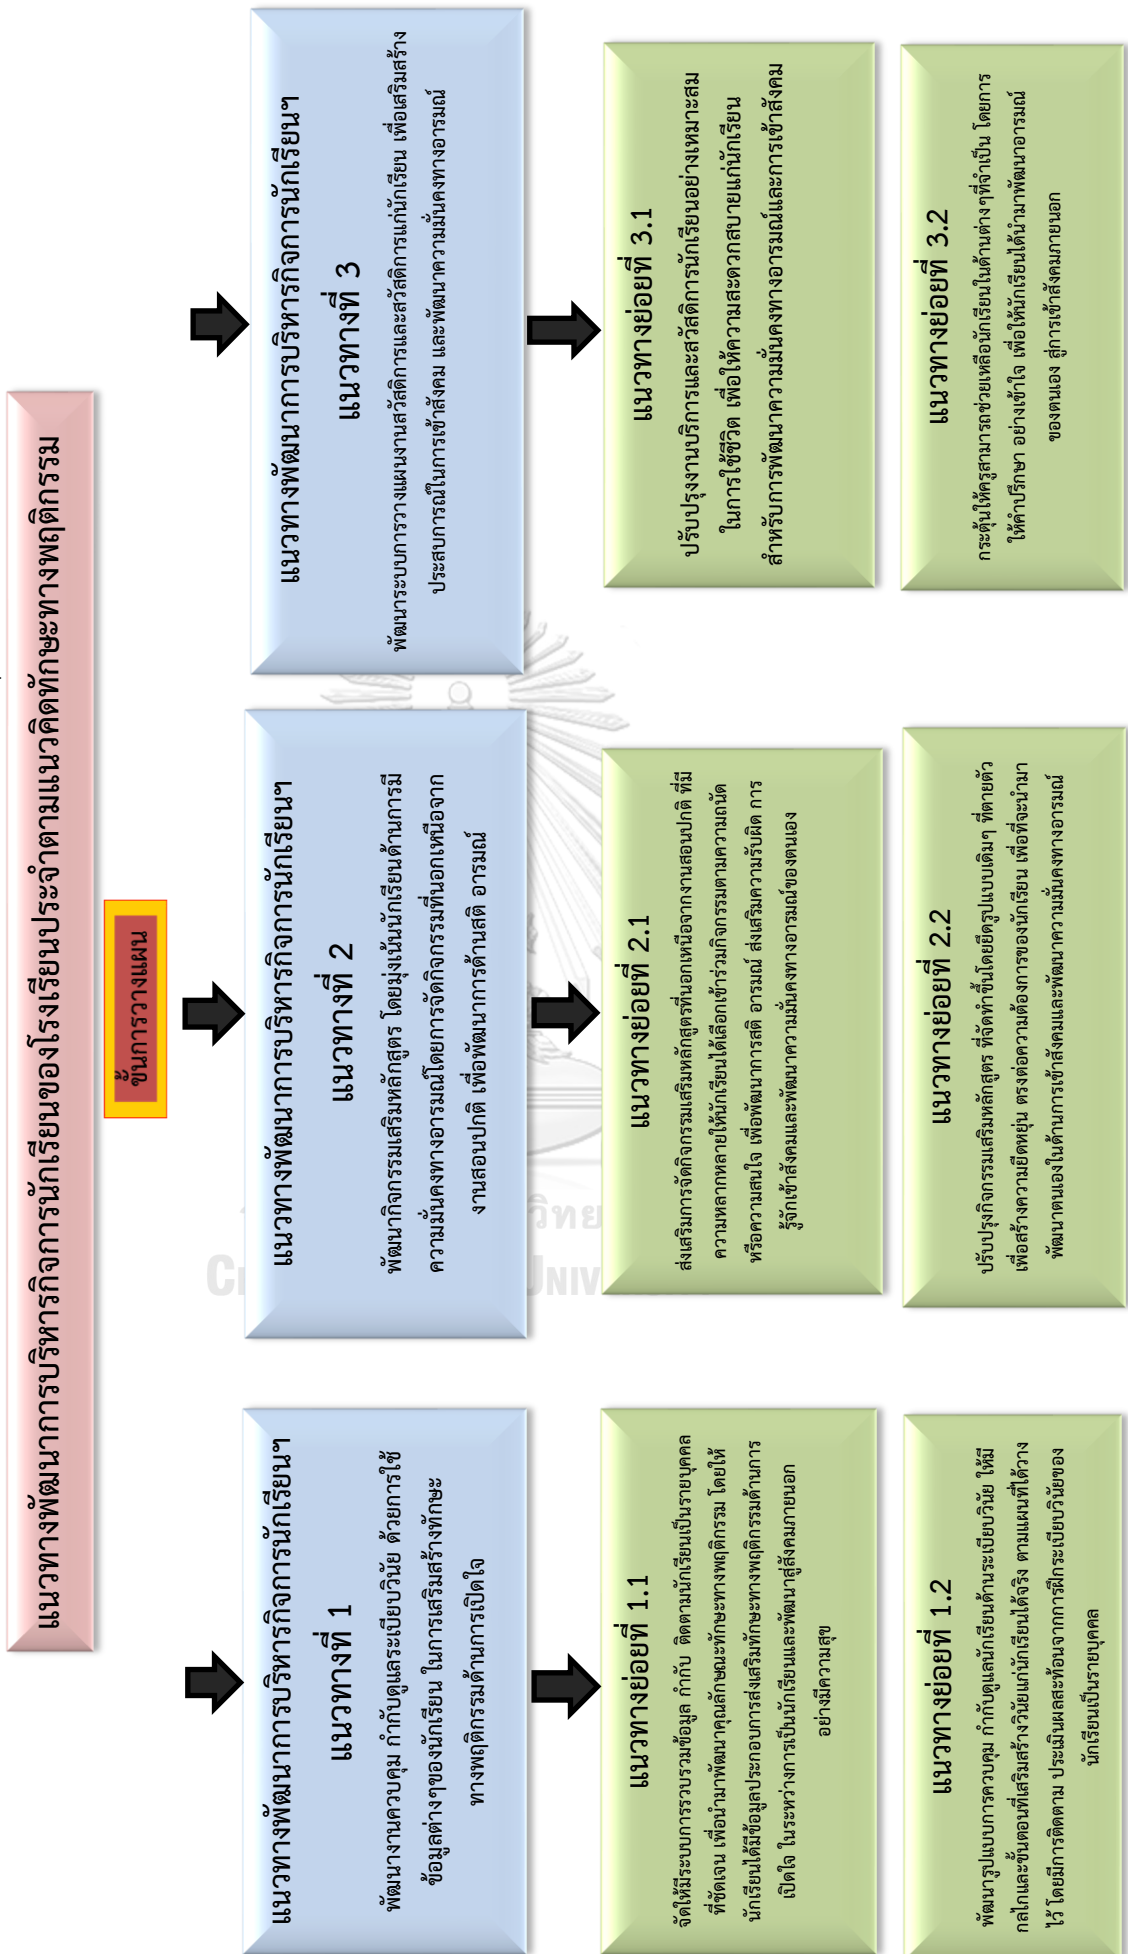 แนวทางพัฒนาการบริหารกิจการนักเรียนของโรงเรียนประจำตามแนวคิดทักษะทางพฤติกรรม
ขั้นการวางแผน
แนวทางพัฒนาการบริหารกิจการนักเรียนฯ
แนวทางที่ 1
พัฒนางานควบคุม กำกับดูและระเบียบวินัย ด้วยการใช้
ข้อมูลต่างๆของนักเรียน ในการเสริมสร้างทักษะ
ทางพฤติกรรมด้านการเปิดใจ
แนวทางพัฒนาการบริหารกิจการนักเรียนฯ
แนวทางที่ 2
พัฒนากิจกรรมเสริมหลักสูตร โดยมุ่งเน้นนักเรียนด้านการมี
ความมั่นคงทางอารมณ์โดยการจัดกิจกรรมที่นอกเหนือจาก
งานสอนปกติ เพื่อพัฒนาการด้านสติ อารมณ์
แนวทางพัฒนาการบริหารกิจการนักเรียนฯ
แนวทางที่ 3
พัฒนาระบบการวางแผนงานสวัสดิการและสวัสดิการแก่นักเรียน เพื่อเสริมสร้าง
ประสบการณ์ในการเข้าสังคม และพัฒนาความมั่นคงทางอารมณ์
แนวทางย่อยที่ 1.1
จัดให้มีระบบการรวบรวมข้อมูล กำกับ ติดตามนักเรียนเป็นรายบุคคล
ที่ชัดเจน เพื่อนำมาพัฒนาคุณลักษณะทักษะทางพฤติกรรม โดยให้
นักเรียนได้มีข้อมูลประกอบการส่งเสริมทักษะทางพฤติกรรมด้านการ
เปิดใจ ในระหว่างการเป็นนักเรียนและพัฒนาสู่สังคมภายนอก
อย่างมีความสุข
แนวทางย่อยที่ 2.1
ส่งเสริมการจัดกิจกรรมเสริมหลักสูตรที่นอกเหนือจากงานสอนปกติ ที่มี
ความหลากหลายให้นักเรียนได้เลือกเข้าร่วมกิจกรรมตามความถนัด
หรือความสนใจ เพื่อพัฒนาการสติ อารมณ์ ส่งเสริมความรับผิด การ
รู้จักเข้าสังคมและพัฒนาความมั่นคงทางอารมณ์ของตนเอง
แนวทางย่อยที่ 3.1
ปรับปรุงงานบริการและสวัสดิการนักเรียนอย่างเหมาะสม
ในการใช้ชีวิต เพื่อให้ความสะดวกสบายแก่นักเรียน
สำหรับการพัฒนาความมั่นคงทางอารมณ์และการเข้าสังคม
แนวทางย่อยที่ 1.2
พัฒนารูปแบบการควบคุม กำกับดูแลนักเรียนด้านระเบียบวินัย ให้มี
กลไกและขั้นตอนที่เสริมสร้างวินัยแก่นักเรียนได้จริง ตามแผนที่ได้วาง
ไว้ โดยมีการติดตาม ประเมินผลสะท้อนจากการฝึกระเบียบวินัยของ
นักเรียนเป็นรายบุคคล
แนวทางย่อยที่ 2.2
ปรับปรุงกิจกรรมเสริมหลักสูตร ที่จัดทำขึ้นโดยยึดรูปแบบเดิมๆ ที่ตายตัว
เพื่อสร้างความยืดหยุ่น ตรงต่อความต้องการของนักเรียน เพื่อที่จะนำมา
พัฒนาตนเองในด้านการเข้าสังคมและพัฒนาความมั่นคงทางอารมณ์
แนวทางย่อยที่ 3.2
กระตุ้นให้ครูสามารถช่วยเหลือนักเรียนในด้านต่างๆที่จำเป็น โดยการ
ให้คำปรึกษา อย่างเข้าใจ เพื่อให้นักเรียนได้นำมาพัฒนาอารมณ์
ของตนเอง สู่การเข้าสังคมภายนอก